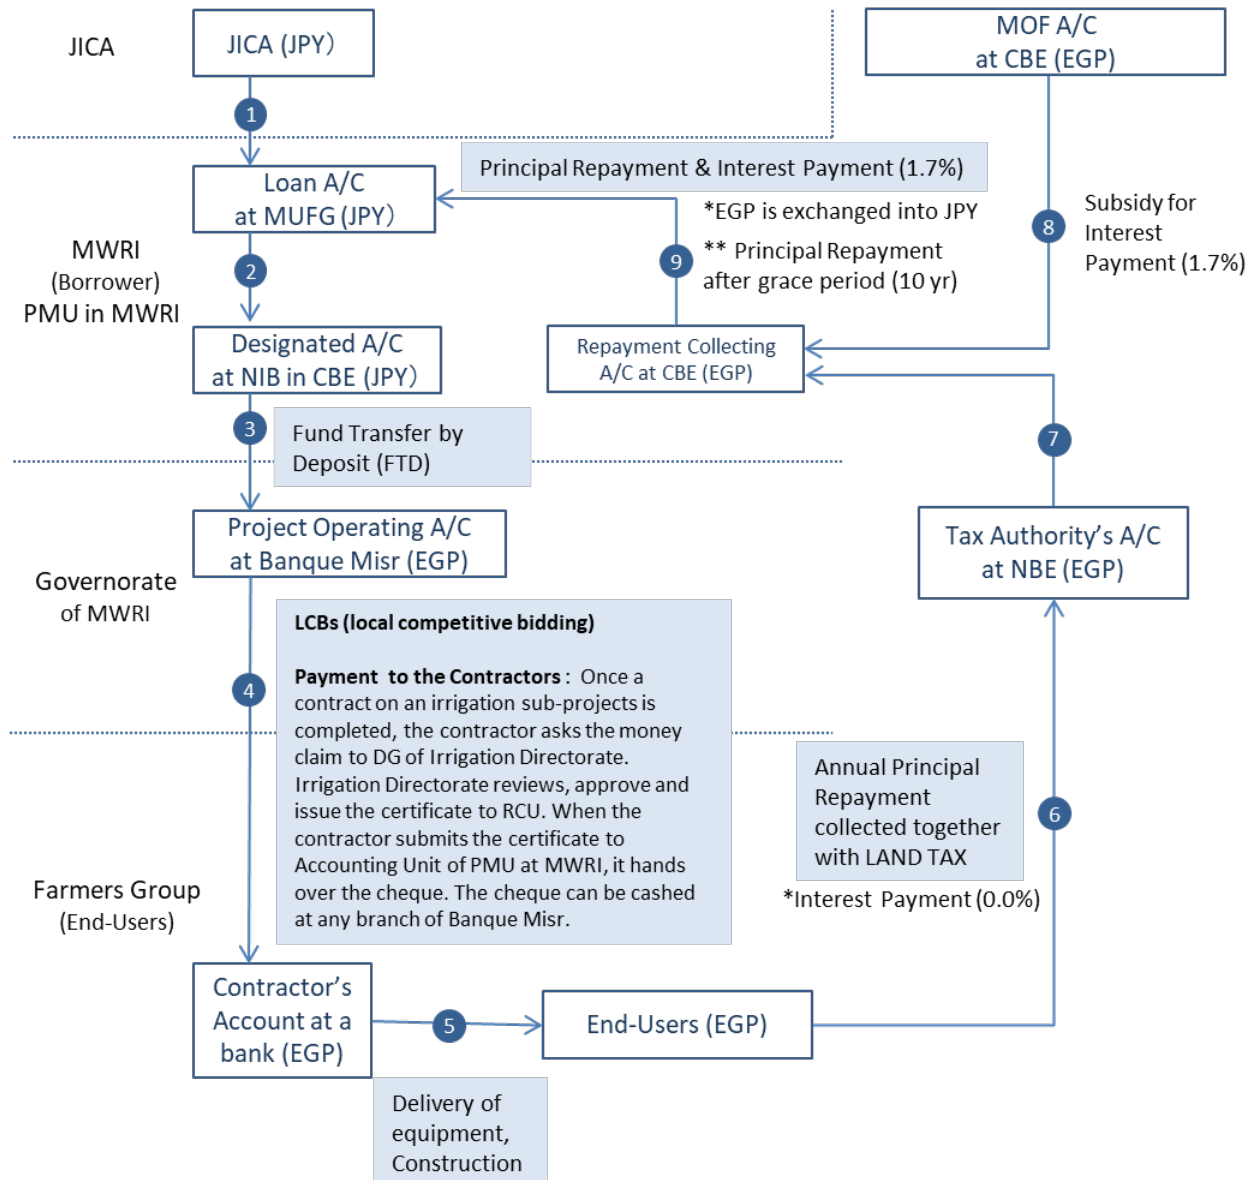 JICA
JICA (JPY）
MOF A/C
at CBE (EGP)
1
Principal Repayment & Interest Payment (1.7%)
Loan A/C
at MUFG (JPY）
*EGP is exchanged into JPY
** Principal Repayment
after grace period (10 yr)
8
Subsidy for
Interest
Payment (1.7%)
MWRI
(Borrower)
PMU in MWRI
2
9
Designated A/C
at NIB in CBE (JPY）
Repayment Collecting
A/C at CBE (EGP)
3
Fund Transfer by
Deposit (FTD)
7
Project Operating A/C
at Banque Misr (EGP)
Tax Authority’s A/C
at NBE (EGP)
Governorate
of MWRI
4
LCBs (local competitive bidding)
Payment to the Contractors : Once a
contract on an irrigation sub-projects is
completed, the contractor asks the money
claim to DG of Irrigation Directorate.
Irrigation Directorate reviews, approve and
issue the certificate to RCU. When the
contractor submits the certificate to
Accounting Unit of PMU at MWRI, it hands
over the cheque. The cheque can be cashed
at any branch of Banque Misr.
Annual Principal
Repayment
collected together
with LAND TAX
6
*Interest Payment (0.0%)
Farmers Group
(End-Users)
Contractor’s
Account at a
bank (EGP)
5
End-Users (EGP)
Delivery of
equipment,
Construction